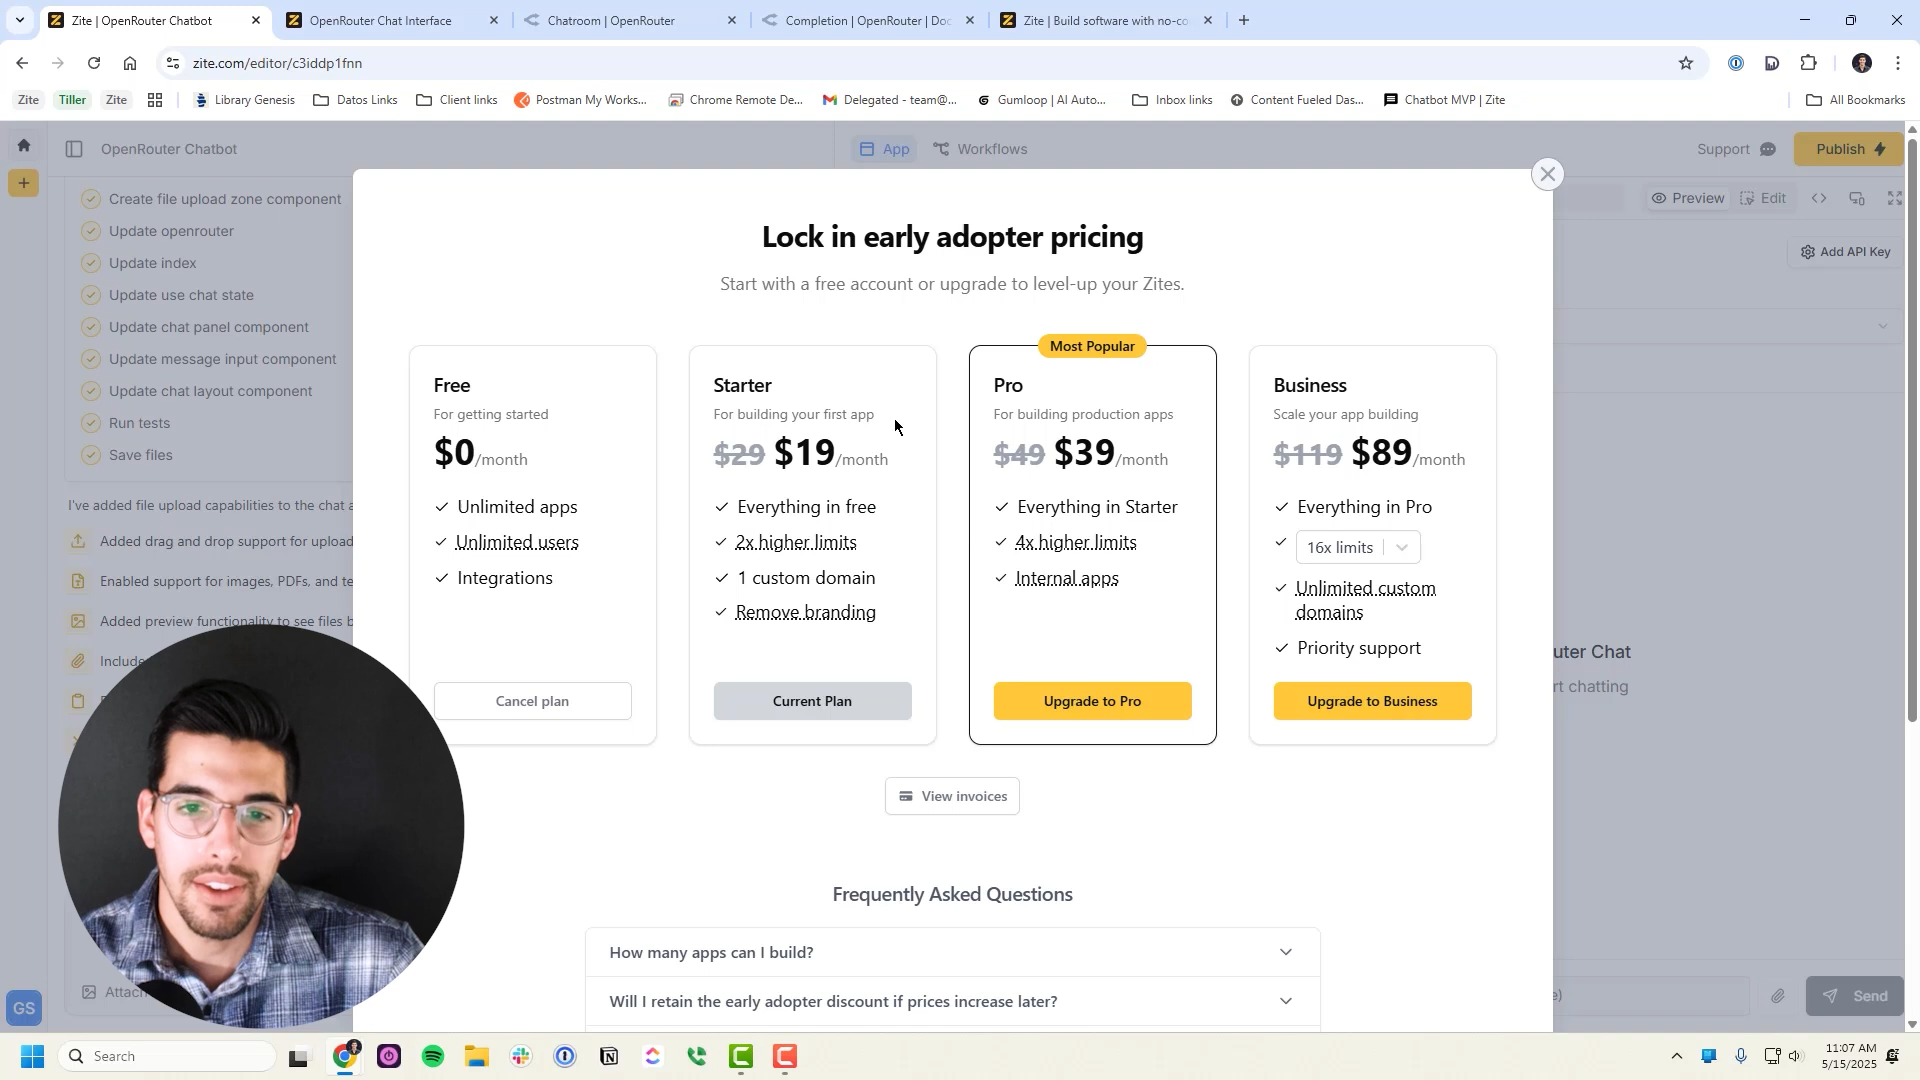 Zite | OpenRouter Chatbot
OpenRouter Chat Interface
Chatroom | OpenRouter
Completion | OpenRouter | Doc
Zite | Build software with no-co
zite.com/editor/c3iddp1fnn
Zite
Tiller
Zite
Library Genesis
Datos Links
Client links
Postman My Works...
Chrome Remote De...
Delegated - team@...
Gumloop | AI Auto...
Inbox links
Content Fueled Das...
Chatbot MVP | Zite
All Bookmarks
OpenRouter Chatbot
App
Workflows
Support
Publish
Preview
Edit
Add API Key
Create file upload zone component
Update openrouter
Update index
Update use chat state
Update chat panel component
Update message input component
Update chat layout component
Run tests
Save files
I've added file upload capabilities to the chat a
Added drag and drop support for upload
Enabled support for images, PDFs, and te
Added preview functionality to see files b
Include
Attach
GS
Lock in early adopter pricing
Start with a free account or upgrade to level-up your Zites.
Free
For getting started
$0/month
Unlimited apps
Unlimited users
Integrations
Cancel plan
Starter
For building your first app
$29 $19/month
Everything in free
2x higher limits
1 custom domain
Remove branding
Current Plan
Most Popular
Pro
For building production apps
$49 $39/month
Everything in Starter
4x higher limits
Internal apps
Upgrade to Pro
Business
Scale your app building
$119 $89/month
Everything in Pro
16x limits
Unlimited custom
domains
Priority support
Upgrade to Business
View invoices
Frequently Asked Questions
How many apps can I build?
Will I retain the early adopter discount if prices increase later?
uter Chat
rt chatting
e)
Send
Search
11:07 AM
5/15/2025